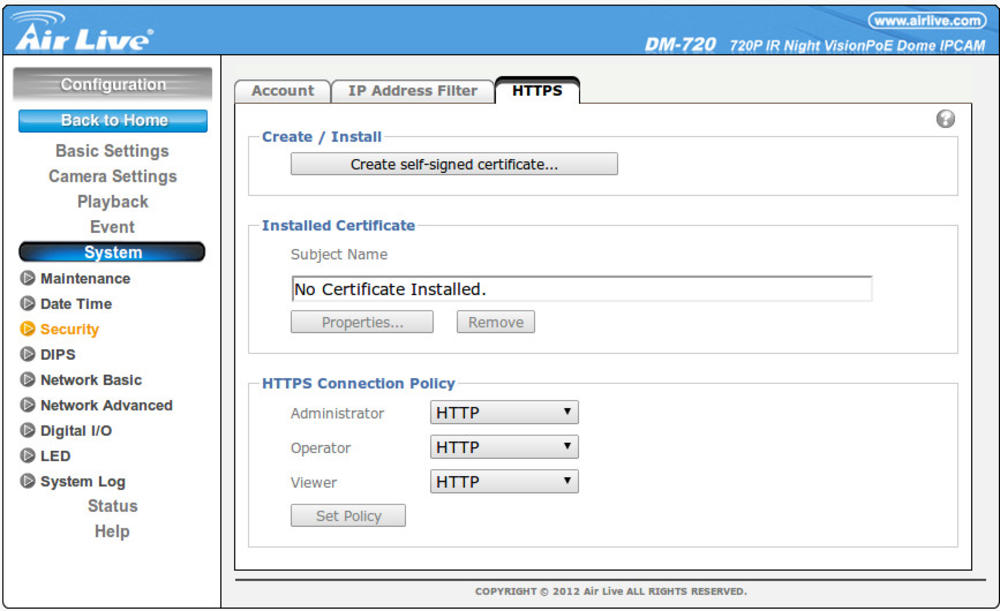 Air Live®
www.airlive.com
DM-720 720P IR Night VisionPoE Dome IPCAM
Configuration
Back to Home
Basic Settings
Camera Settings
Playback
Event
System
Maintenance
Date Time
Security
DIPS
Network Basic
Network Advanced
Digital I/O
LED
System Log
Status
Help
Account
IP Address Filter
HTTPS
?
Create / Install
Create self-signed certificate...
Installed Certificate
Subject Name
No Certificate Installed.
Properties... Remove
HTTPS Connection Policy
Administrator HTTP
Operator HTTP
Viewer HTTP
Set Policy
COPYRIGHT © 2012 Air Live ALL RIGHTS RESERVED.